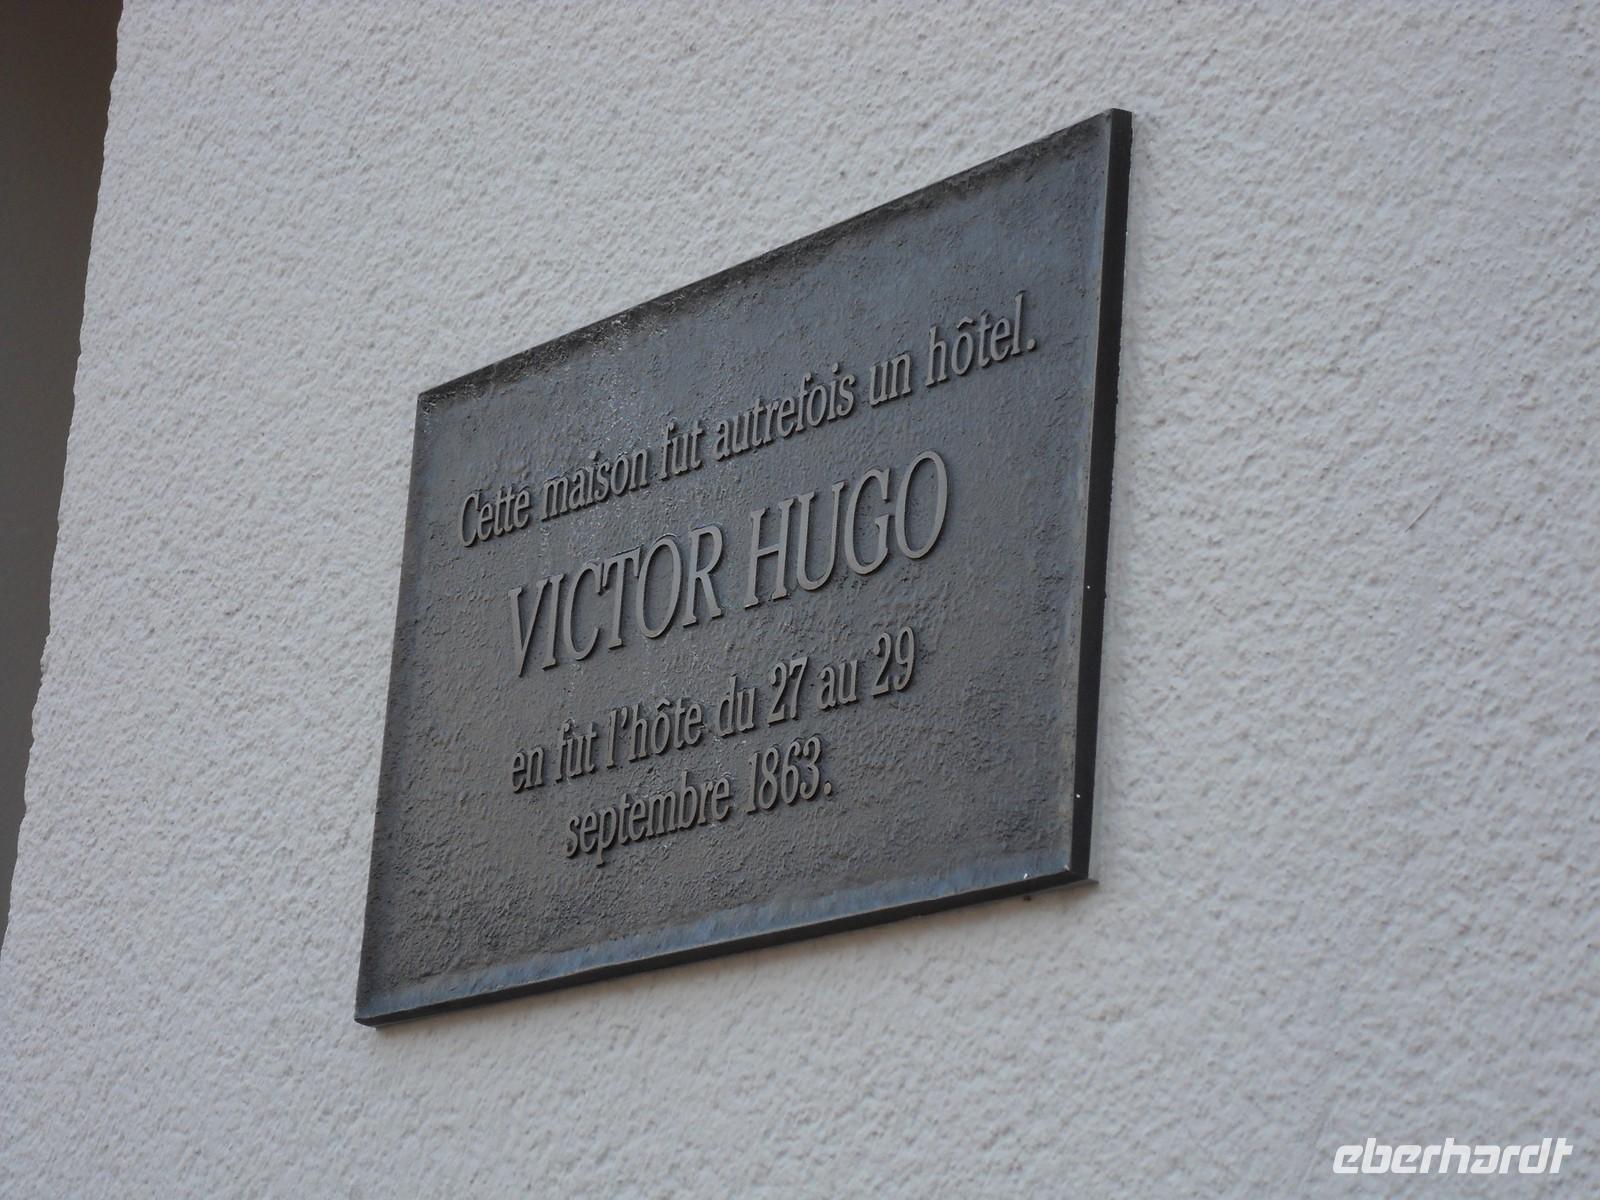 Cette maison fut autrefois un hôtel.
VICTOR HUGO
en fut l'hôte du 27 au 29
septembre 1863.
eberhardt